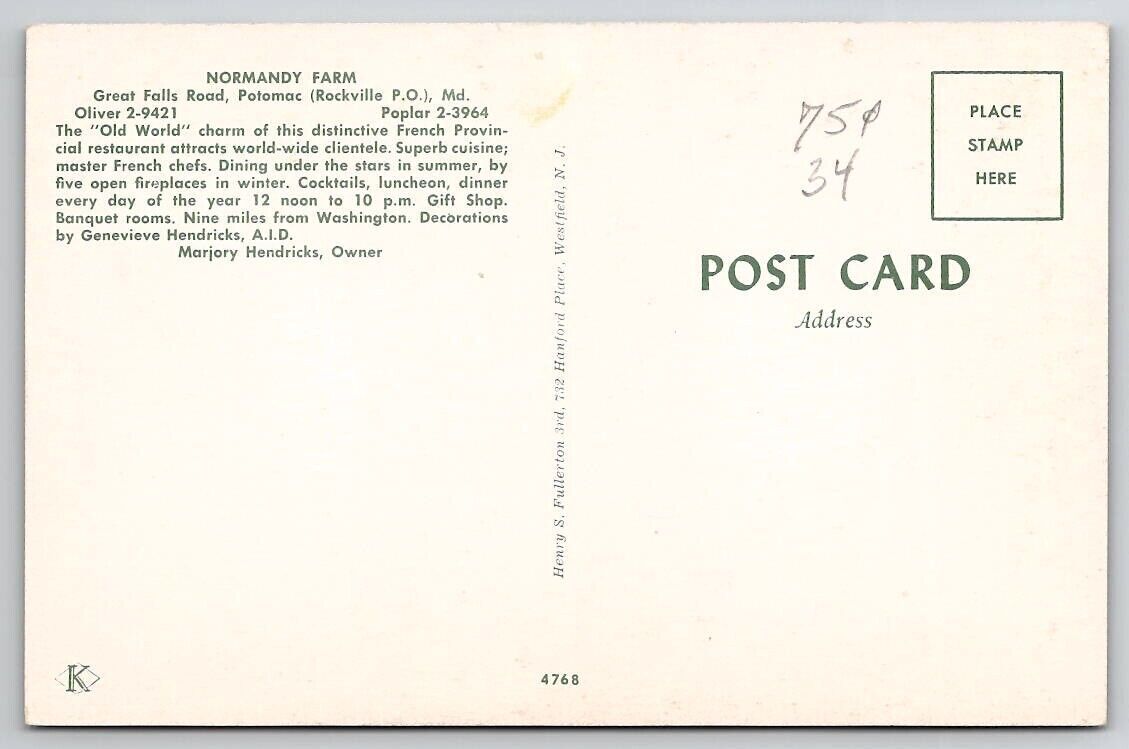 NORMANDY FARM
Great Falls Road, Potomac (Rockville P.O.), Md.
Oliver 2-9421 Poplar 2-3964
The "Old World" charm of this distinctive French Provin-
cial restaurant attracts world-wide clientele. Superb cuisine;
master French chefs. Dining under the stars in summer, by
five open fireplaces in winter. Cocktails, luncheon, dinner
every day of the year 12 noon to 10 p.m. Gift Shop.
Banquet rooms. Nine miles from Washington. Decorations
by Genevieve Hendricks, A.I.D.
Marjory Hendricks, Owner
K
Henry S. Fullerton 3rd, 732 Hanford Place, Westfield, N. J.
4768
75¢
34
PLACE
STAMP
HERE
POST CARD
Address